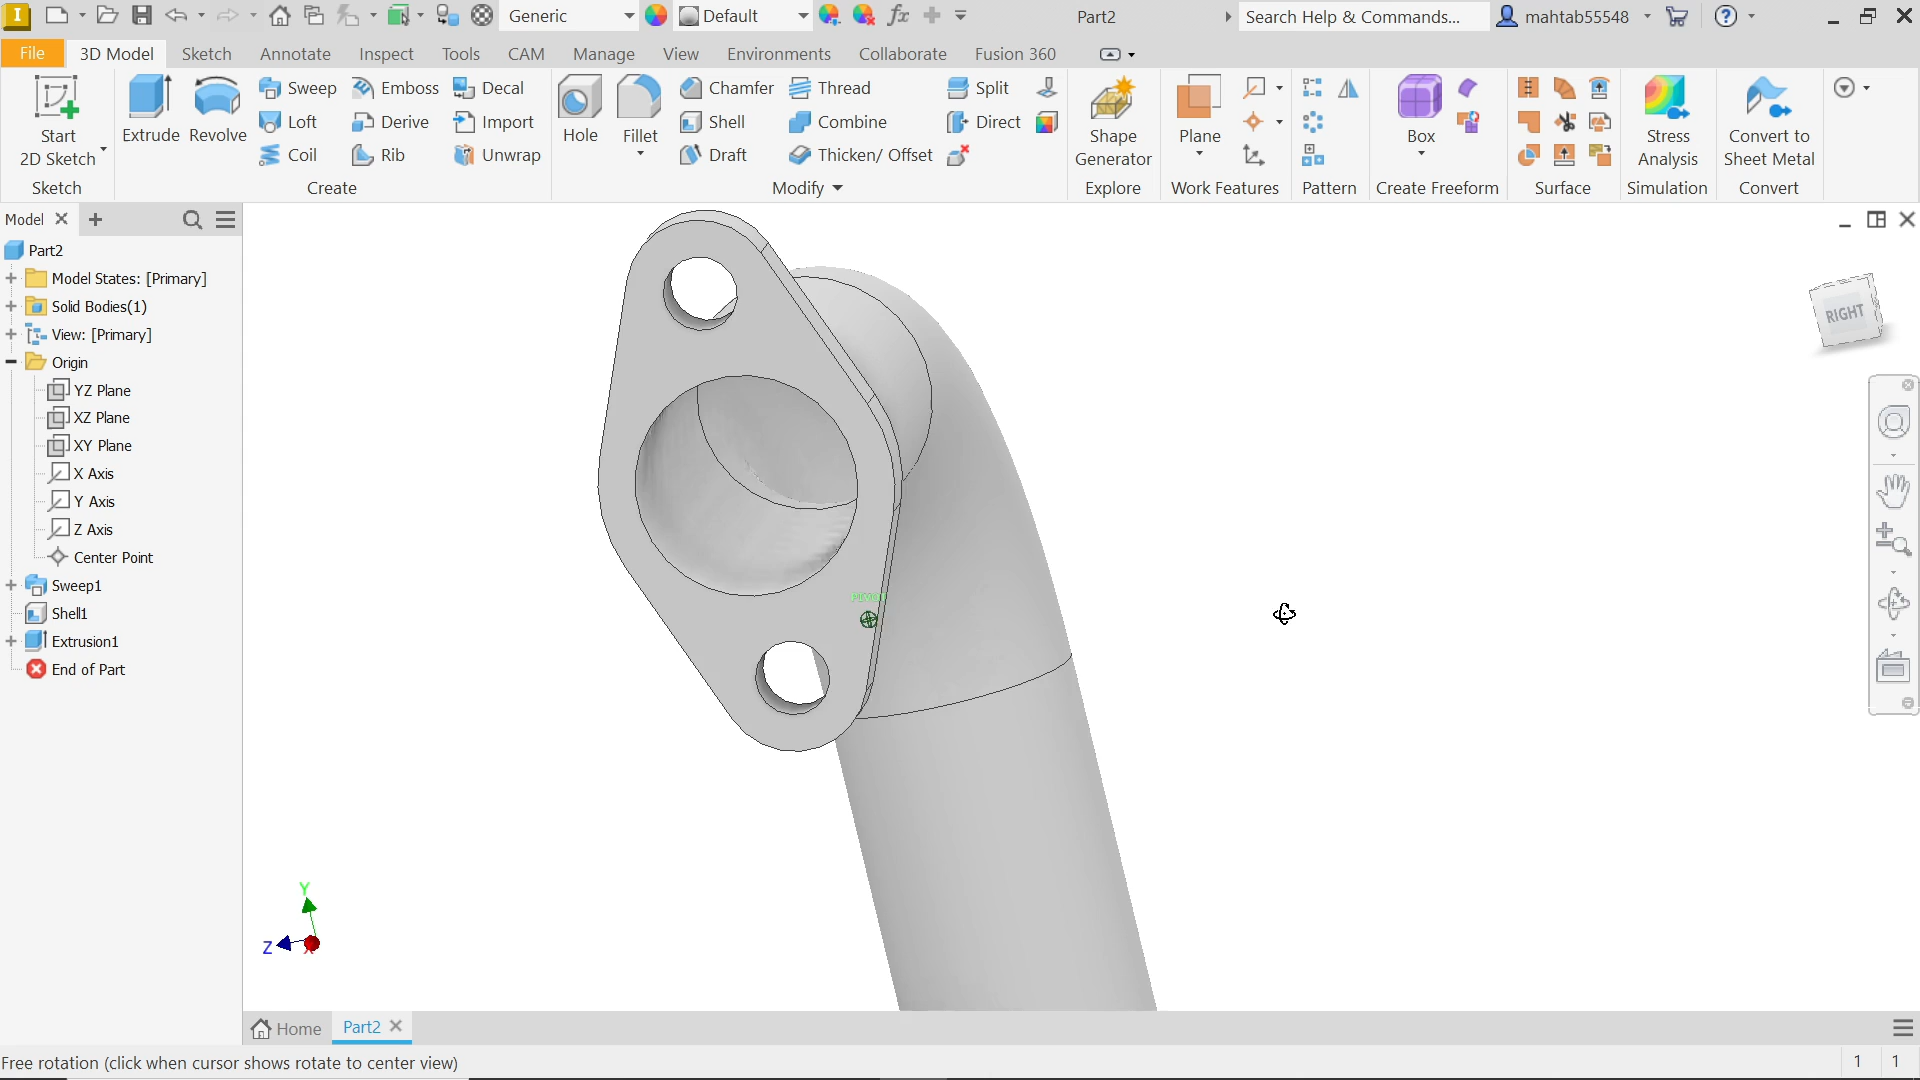 Generic
Default
fx
Part2
Search Help & Commands...
mahtab55548
File
3D Model
Sketch
Annotate
Inspect
Tools
CAM
Manage
View
Environments
Collaborate
Fusion 360
Start
2D Sketch
Extrude
Revolve
Sweep
Loft
Coil
Emboss
Derive
Rib
Decal
Import
Unwrap
Hole
Fillet
Chamfer
Shell
Draft
Thread
Combine
Thicken/ Offset
Split
Direct
Shape
Generator
Plane
Box
Stress
Analysis
Convert to
Sheet Metal
Sketch
Create
Modify
Explore
Work Features
Pattern
Create Freeform
Surface
Simulation
Convert
Model
Part2
Model States: [Primary]
Solid Bodies(1)
View: [Primary]
Origin
YZ Plane
XZ Plane
XY Plane
X Axis
Y Axis
Z Axis
Center Point
Sweep1
Shell1
Extrusion1
End of Part
RIGHT
PIVOT
Y
Z
X
Home
Part2
Free rotation (click when cursor shows rotate to center view)
1
1